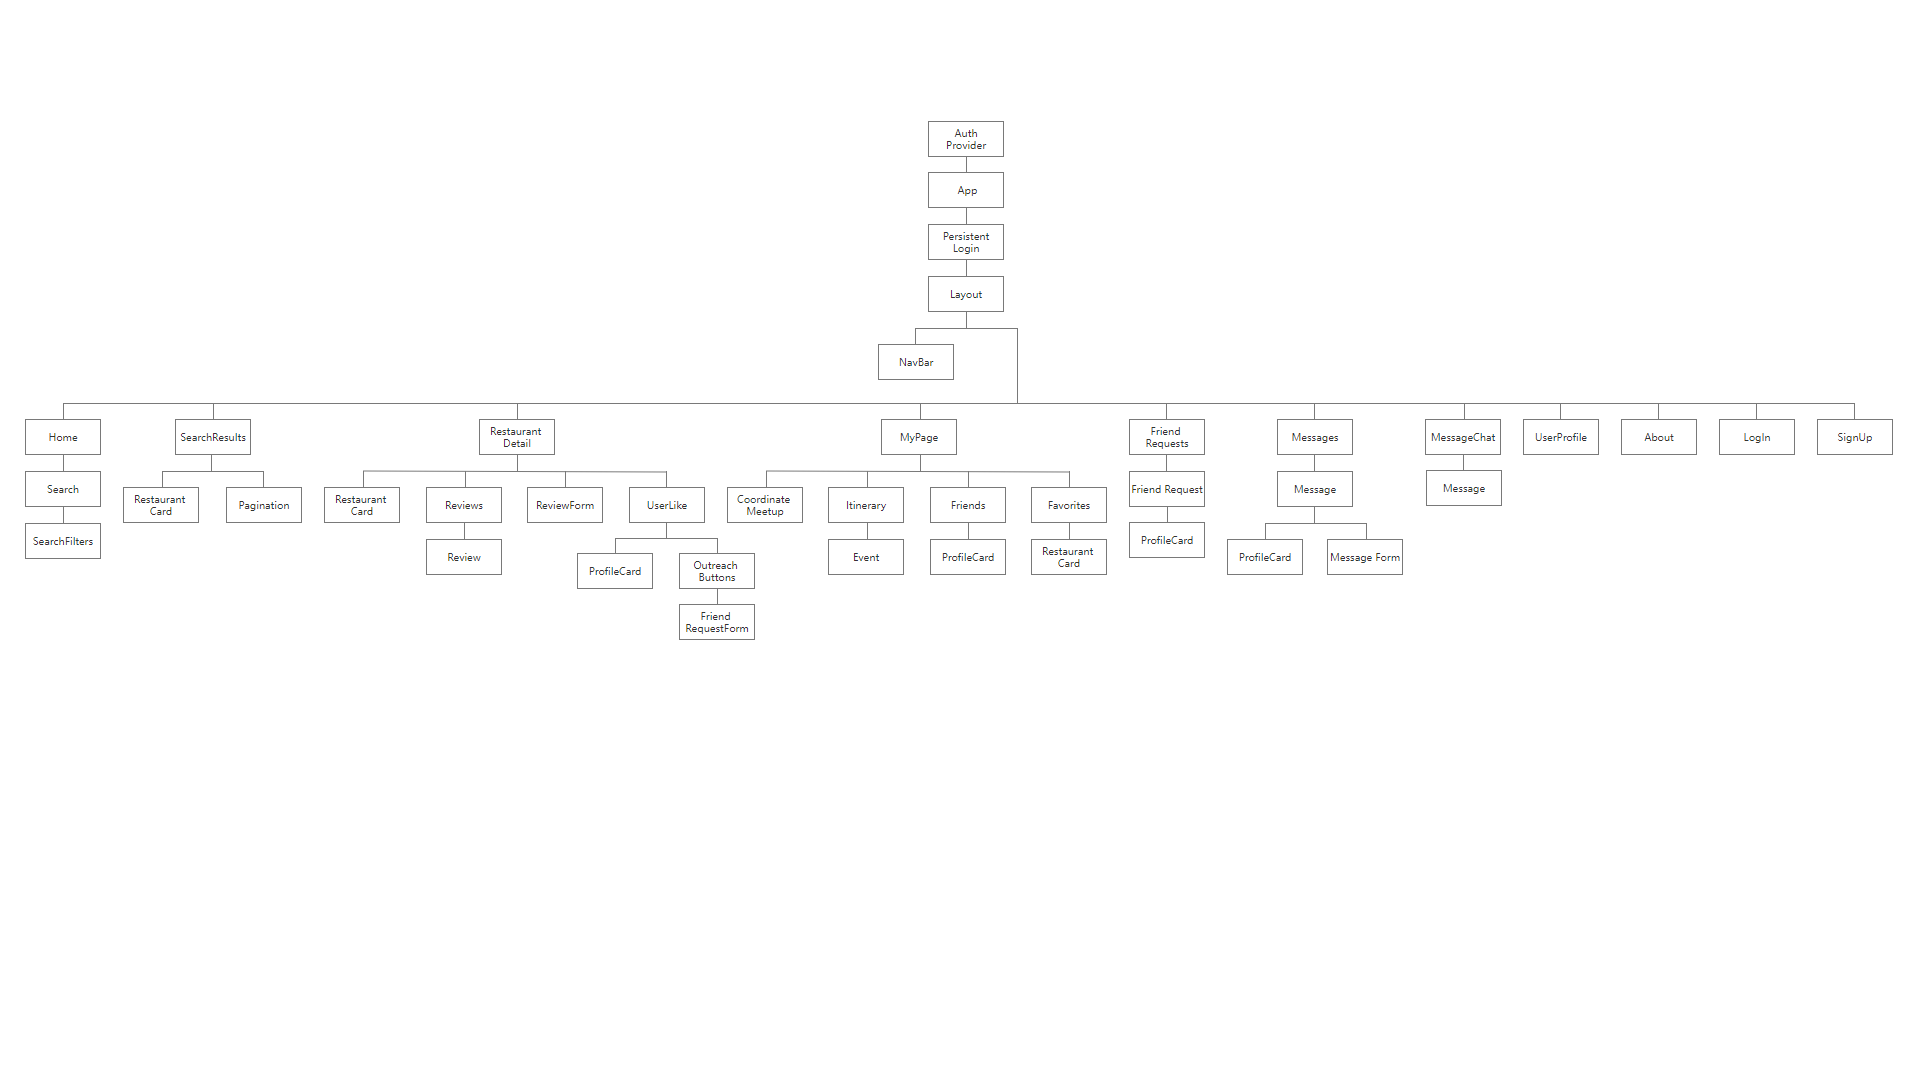 Auth
Provider
App
Persistent
Login
Layout
NavBar
Home
SearchResults
Restaurant
Detail
MyPage
Friend
Requests
Messages
MessageChat
UserProfile
About
LogIn
SignUp
Search
SearchFilters
Restaurant
Card
Pagination
Restaurant
Card
Reviews
Review
ReviewForm
UserLike
ProfileCard
Outreach
Buttons
Friend
RequestForm
Coordinate
Meetup
Itinerary
Event
Friends
ProfileCard
Favorites
Restaurant
Card
Friend Request
ProfileCard
Message
ProfileCard
Message Form
Message